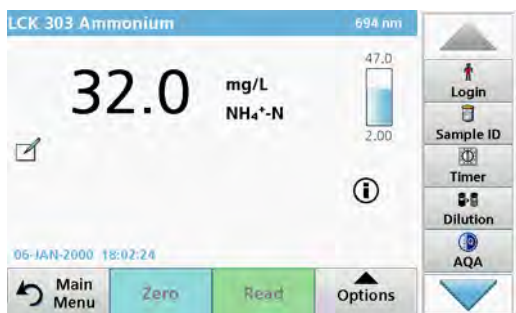 LCK 303 Ammonium 694 nm
47.0
32.0 mg/L
NH₄⁺-N
2.00
i
06-JAN-2000 18:02:24
Main Menu
Zero
Read
Options
Login
Sample ID
Timer
Dilution
AQA